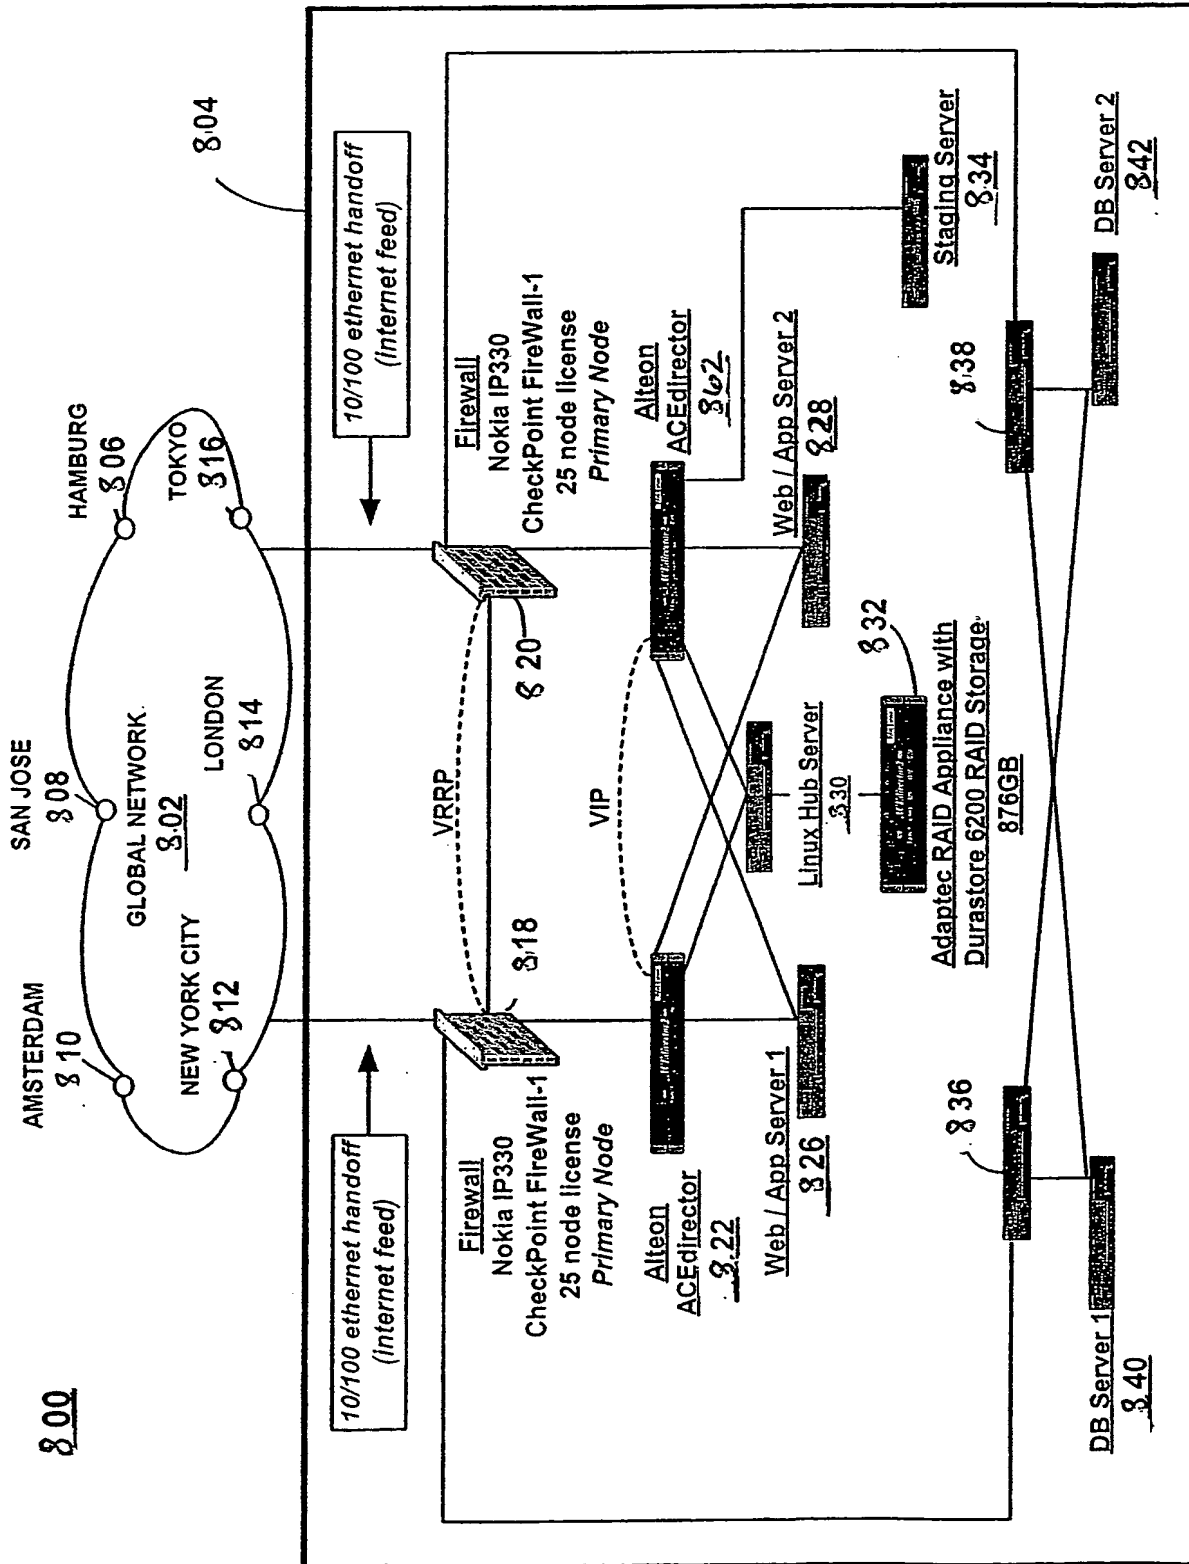 800
AMSTERDAM
810
SAN JOSE
808
HAMBURG
806
GLOBAL NETWORK
802
NEW YORK CITY
812
LONDON
814
TOKYO
816
804
10/100 ethernet handoff
(internet feed)
10/100 ethernet handoff
(internet feed)
VRRP
Firewall
Nokia IP330
CheckPoint FireWall-1
25 node license
Primary Node
818
820
Firewall
Nokia IP330
CheckPoint FireWall-1
25 node license
Primary Node
VIP
Alteon
ACEdirector
822
Alteon
ACEdirector
862
Web / App Server 1
826
Linux Hub Server
830
Web / App Server 2
828
832
Adaptec RAID Appliance with
Durastore 6200 RAID Storage
876GB
Staging Server
834
836
838
DB Server 1
840
DB Server 2
842